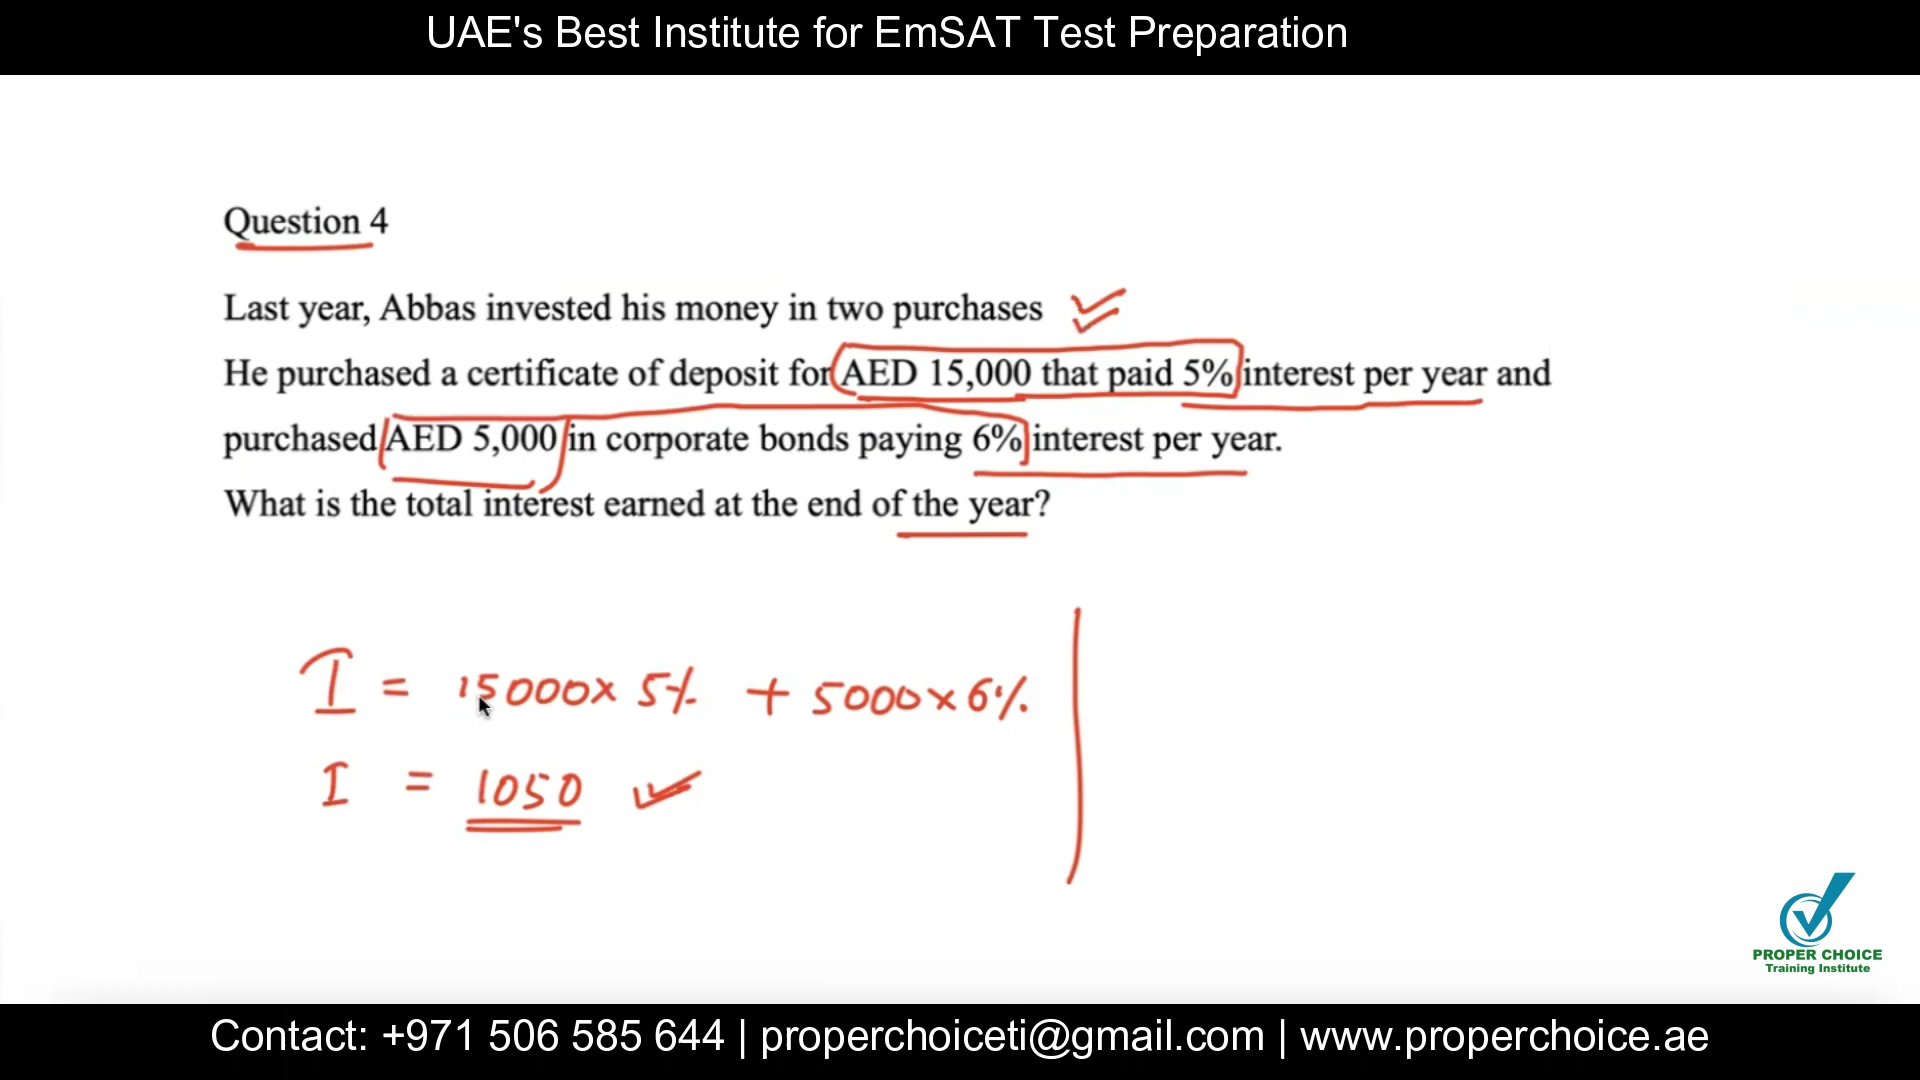 UAE's Best Institute for EmSAT Test Preparation
Question 4
Last year, Abbas invested his money in two purchases
He purchased a certificate of deposit for AED 15,000 that paid 5% interest per year and
purchased AED 5,000 in corporate bonds paying 6% interest per year.
What is the total interest earned at the end of the year?
I = 15000 x 5% + 5000 x 6%
I = 1050
PROPER CHOICE
Training Institute
Contact: +971 506 585 644 | properchoiceti@gmail.com | www.properchoice.ae